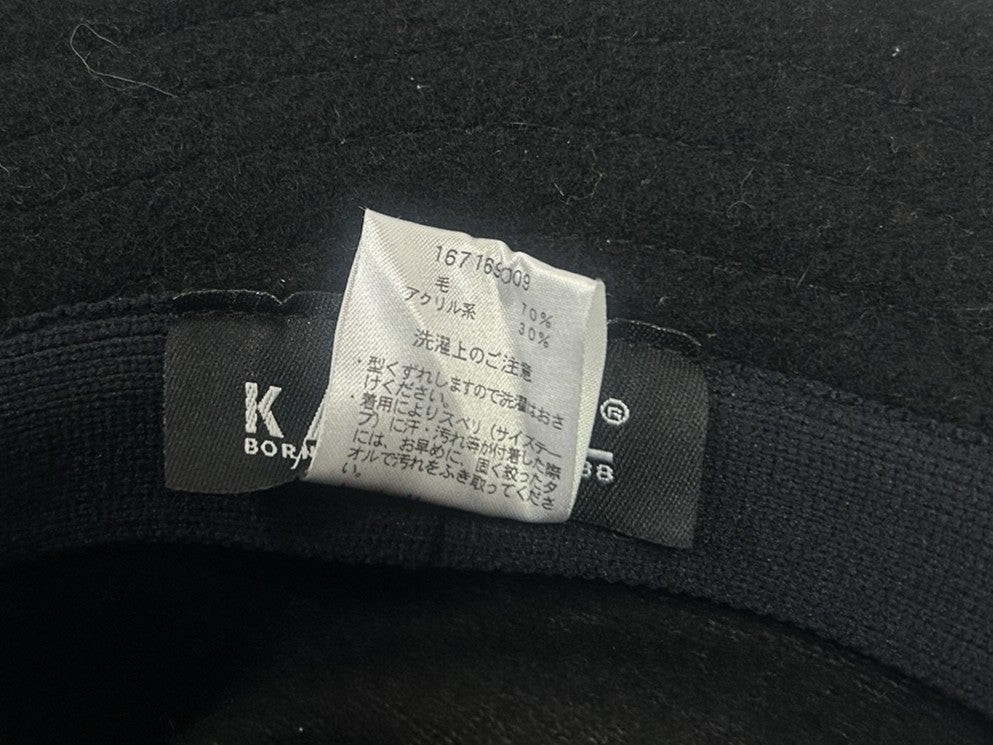 167169009
毛 70%
アクリル系 30%
洗濯上のご注意
・型くずれしますので洗濯はおさ
けください。
・着用によりスベリ（サイズテー
プ）に汗・汚れ等が付着した際
には、お早めに、固く絞ったタ
オルで汚れをふき取ってくださ
い。
K
®
BORN
38